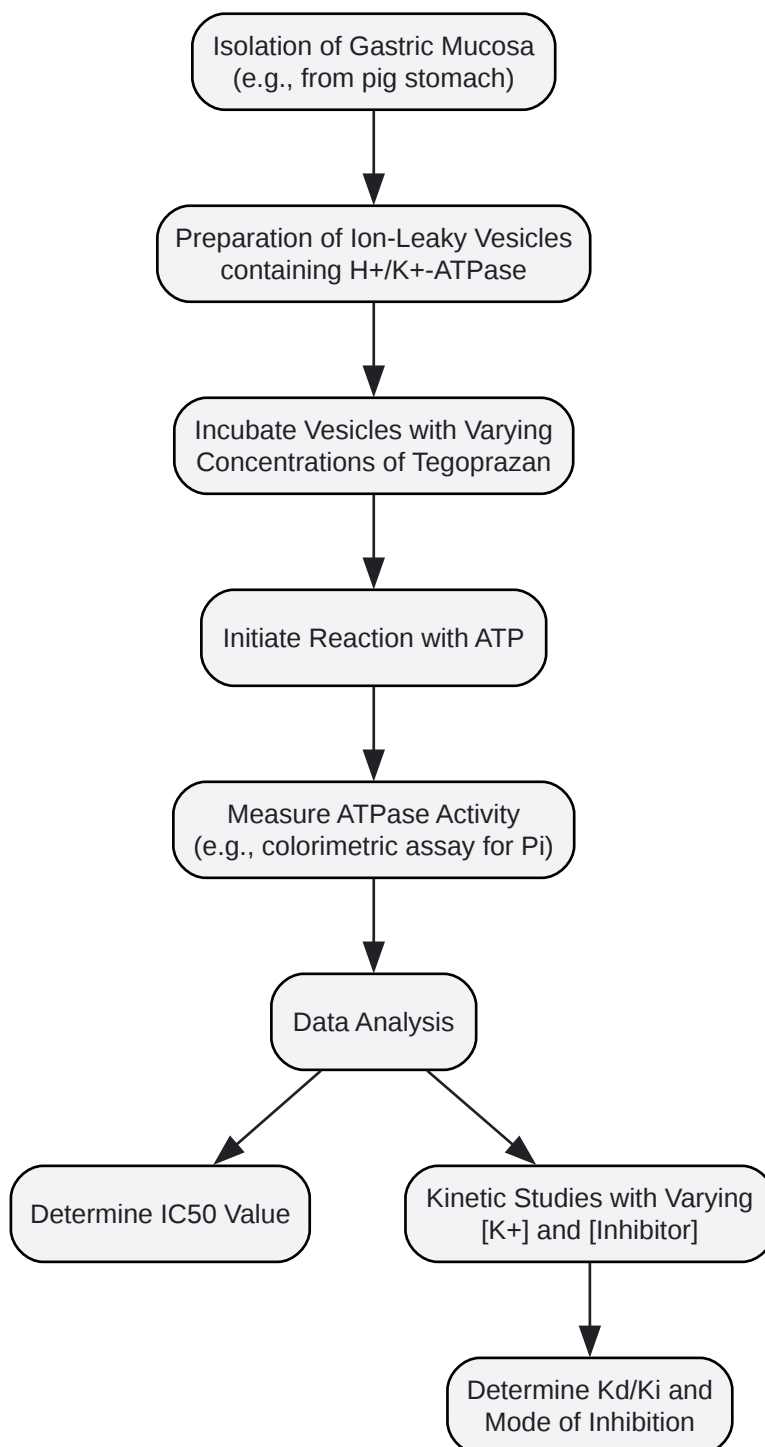 Isolation of Gastric Mucosa
(e.g., from pig stomach)
Preparation of Ion-Leaky Vesicles
containing H+/K+-ATPase
Incubate Vesicles with Varying
Concentrations of Tegoprazan
Initiate Reaction with ATP
Measure ATPase Activity
(e.g., colorimetric assay for Pi)
Data Analysis
Determine IC50 Value
Kinetic Studies with Varying
[K+] and [Inhibitor]
Determine Kd/Ki and
Mode of Inhibition